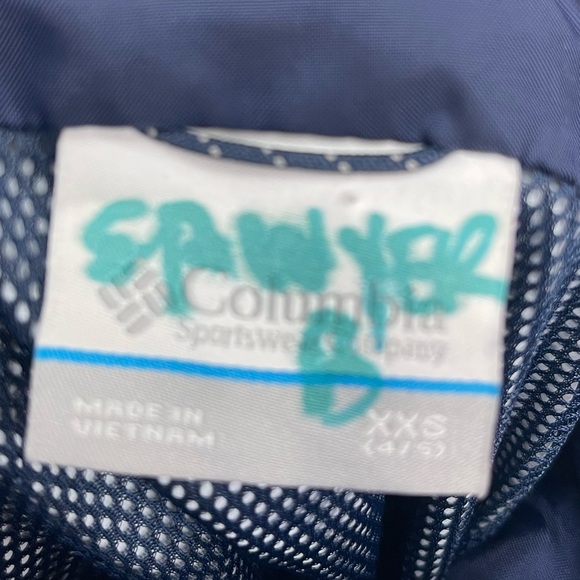 SAWYER
B
Columbia
Sportswear Company
MADE IN
VIETNAM
XXS
(4/5)